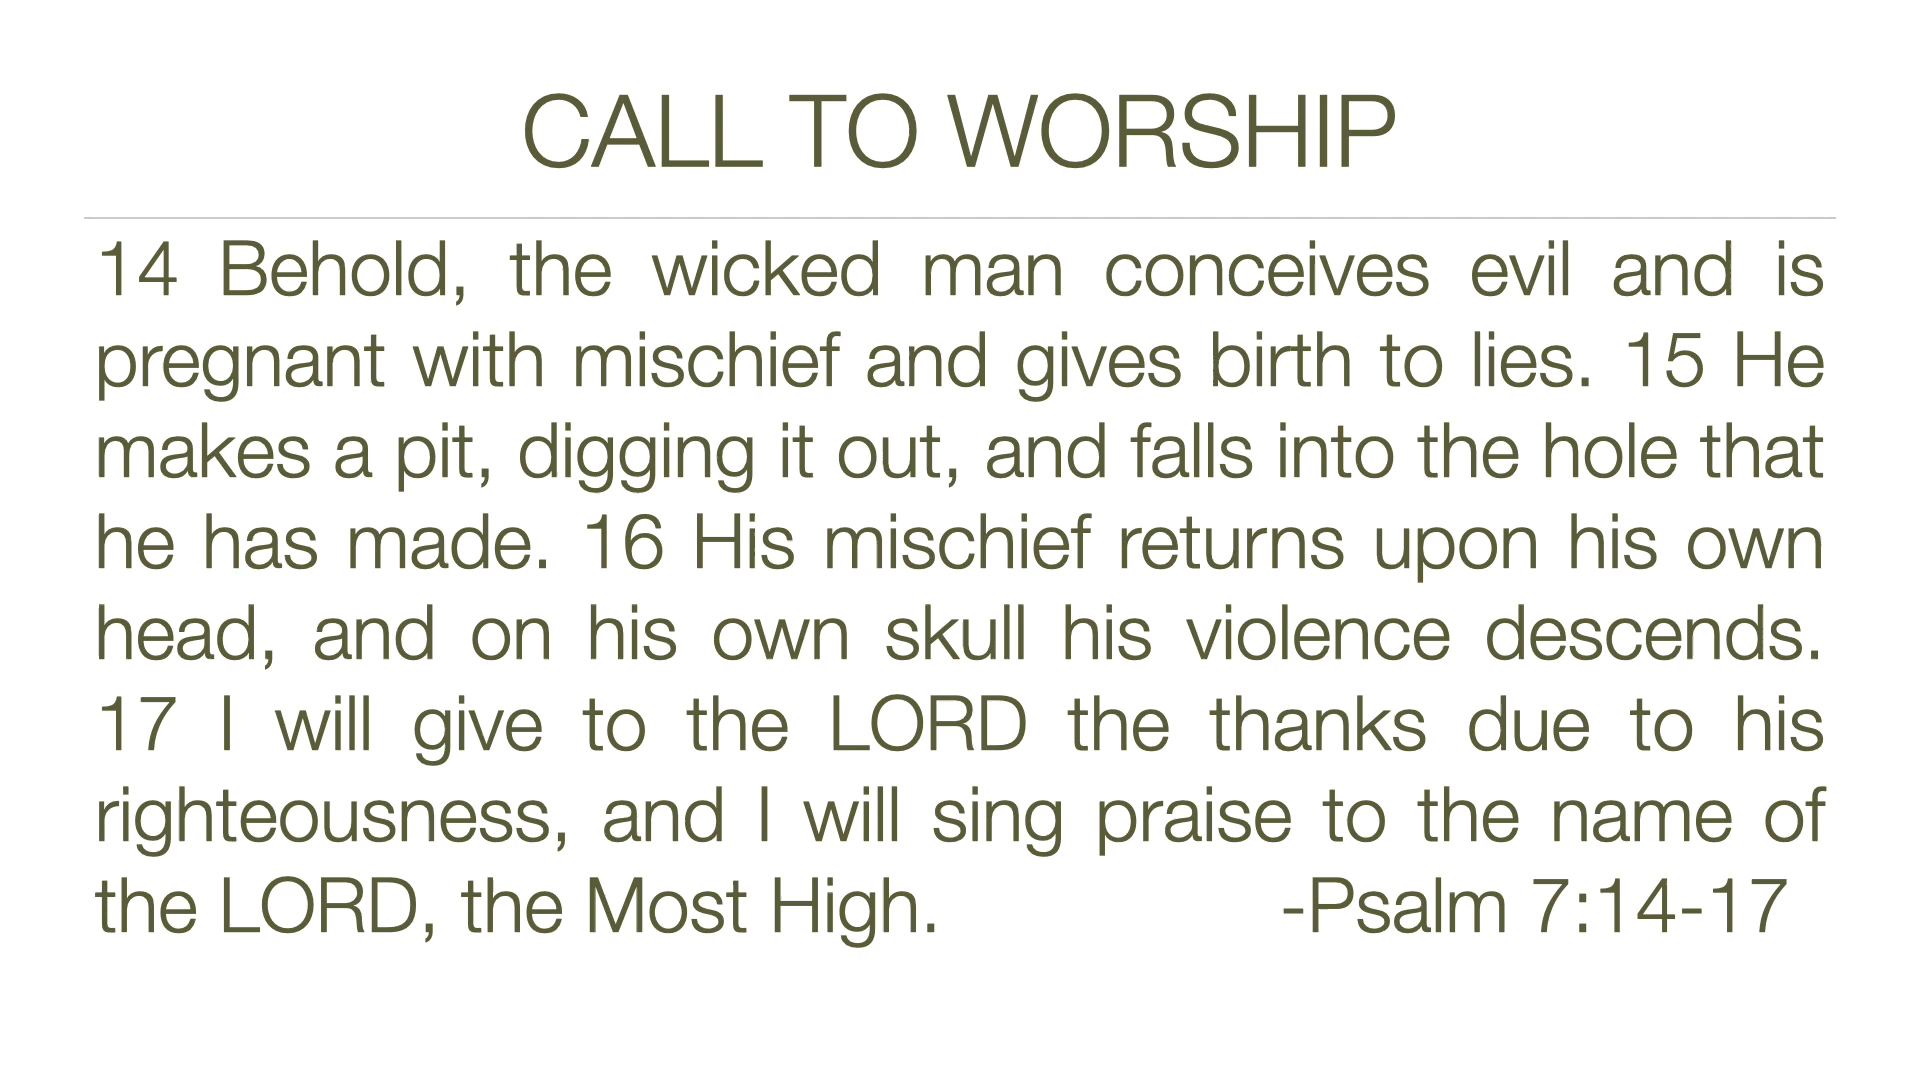 CALL TO WORSHIP
14 Behold, the wicked man conceives evil and is
pregnant with mischief and gives birth to lies. 15 He
makes a pit, digging it out, and falls into the hole that
he has made. 16 His mischief returns upon his own
head, and on his own skull his violence descends.
17 I will give to the LORD the thanks due to his
righteousness, and I will sing praise to the name of
the LORD, the Most High. -Psalm 7:14-17